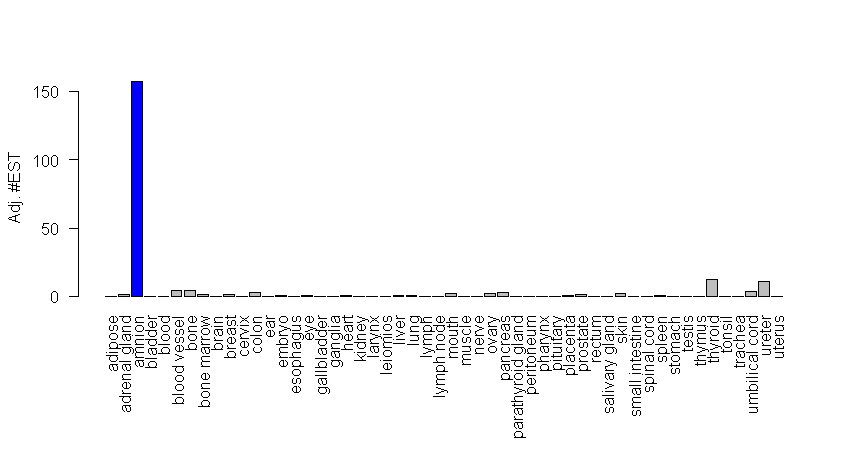 Adj. #EST
150
100
50
0
adipose
adrenal gland
amnion
bladder
blood
blood vessel
bone
bone marrow
brain
breast
cervix
colon
ear
embryo
esophagus
eye
gallbladder
ganglia
heart
kidney
larynx
leiomios
liver
lung
lymph
lymph node
mouth
muscle
nerve
ovary
pancreas
parathyroid gland
peritoneum
pharynx
pituitary
placenta
prostate
rectum
salivary gland
skin
small intestine
spinal cord
spleen
stomach
testis
thymus
thyroid
tonsil
trachea
umbilical cord
ureter
uterus